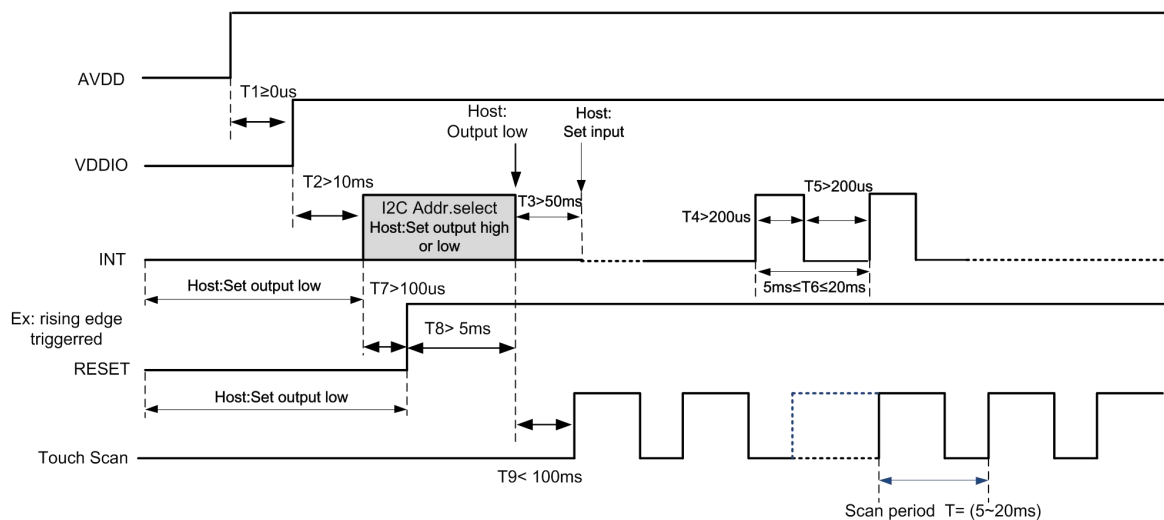 AVDD
T1≥0us
Host:
Output low
Host:
Set input
VDDIO
T2>10ms
I2C Addr.select
Host:Set output high
or low
T3>50ms
T4>200us
T5>200us
INT
5ms≤T6≤20ms
Host:Set output low
T7>100us
Ex: rising edge
triggerred
T8> 5ms
RESET
Host:Set output low
Touch Scan
T9< 100ms
Scan period T= (5~20ms)